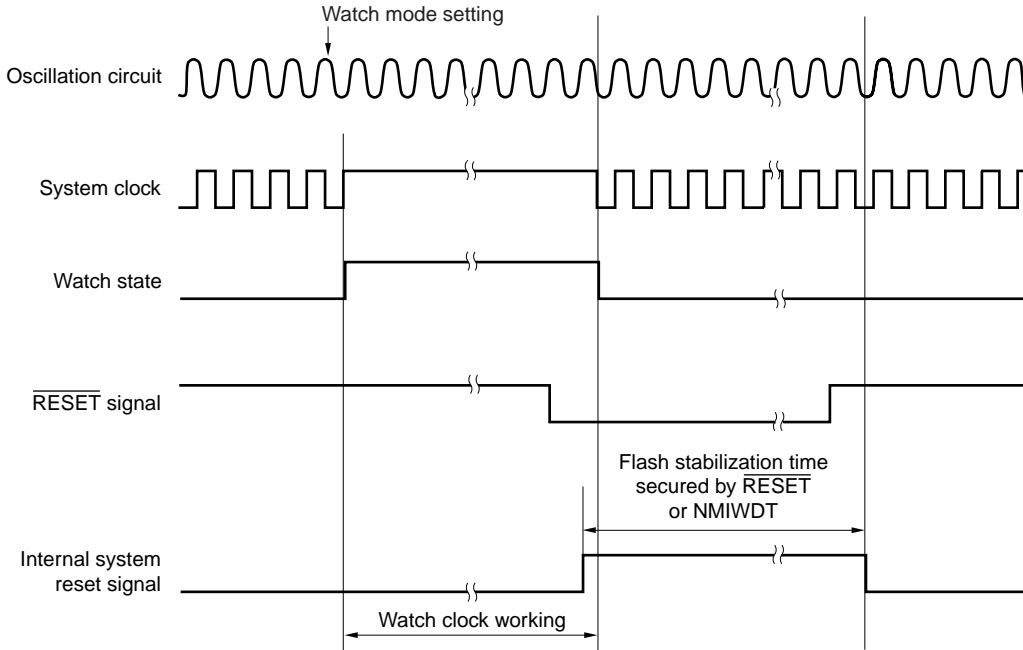 Watch mode setting
Oscillation circuit
System clock
Watch state
RESET signal
Flash stabilization time
secured by RESET
or NMIWDT
Internal system
reset signal
Watch clock working